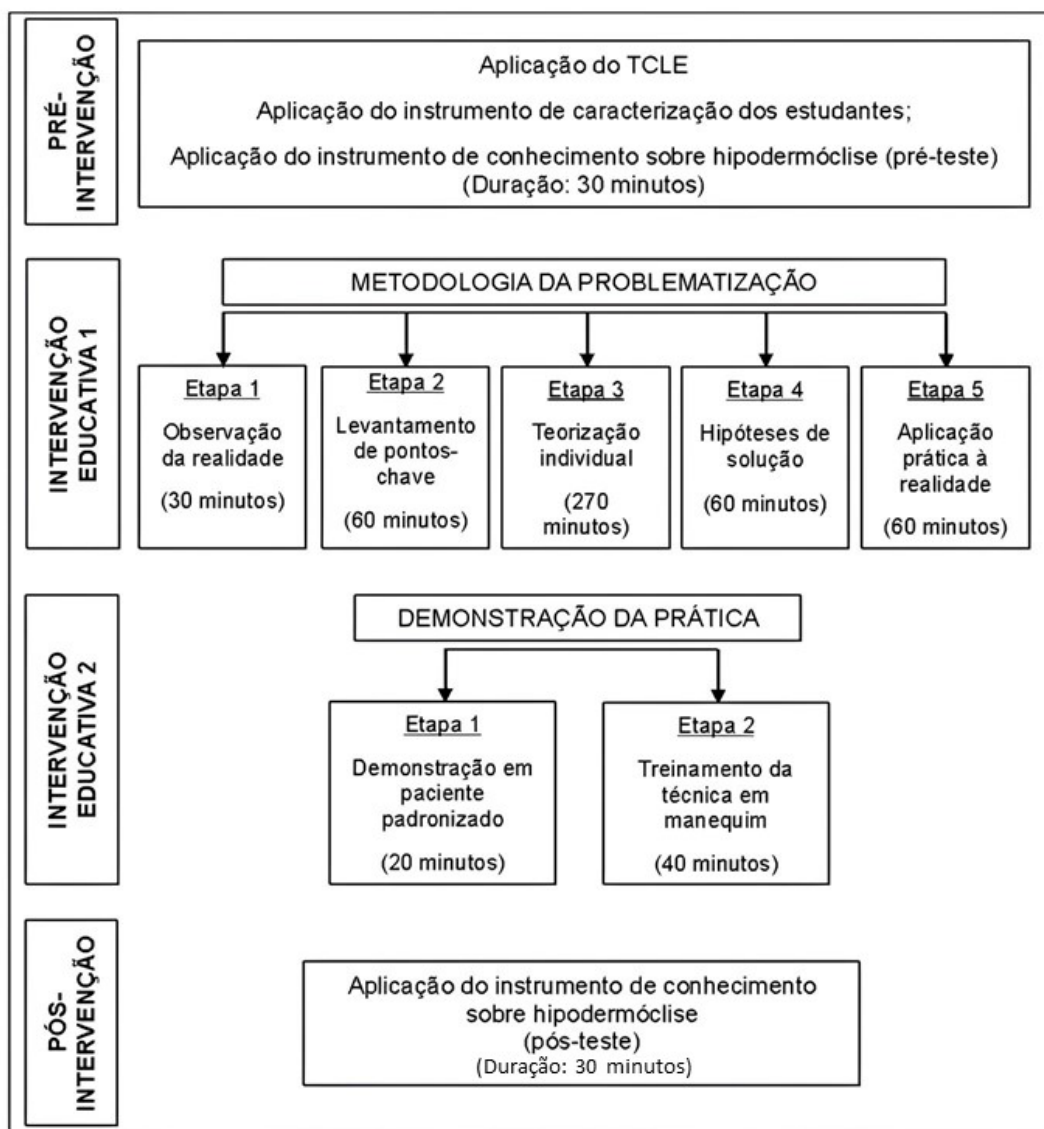 PRÉ-
INTERVENÇÃO
Aplicação do TCLE
Aplicação do instrumento de caracterização dos estudantes;
Aplicação do instrumento de conhecimento sobre hipodermóclise (pré-teste)
(Duração: 30 minutos)
INTERVENÇÃO
EDUCATIVA 1
METODOLOGIA DA PROBLEMATIZAÇÃO
Etapa 1
Observação
da realidade
(30 minutos)
Etapa 2
Levantamento
de pontos-
chave
(60 minutos)
Etapa 3
Teorização
individual
(270
minutos)
Etapa 4
Hipóteses de
solução
(60 minutos)
Etapa 5
Aplicação
prática à
realidade
(60 minutos)
INTERVENÇÃO
EDUCATIVA 2
DEMONSTRAÇÃO DA PRÁTICA
Etapa 1
Demonstração em
paciente
padronizado
(20 minutos)
Etapa 2
Treinamento da
técnica em
manequim
(40 minutos)
PÓS-
INTERVENÇÃO
Aplicação do instrumento de conhecimento
sobre hipodermóclise
(pós-teste)
(Duração: 30 minutos)